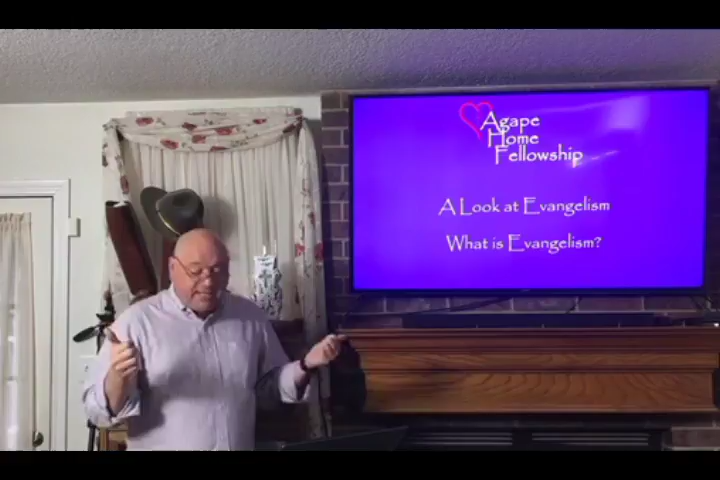 Agape
Home
Fellowship
A Look at Evangelism
What is Evangelism?